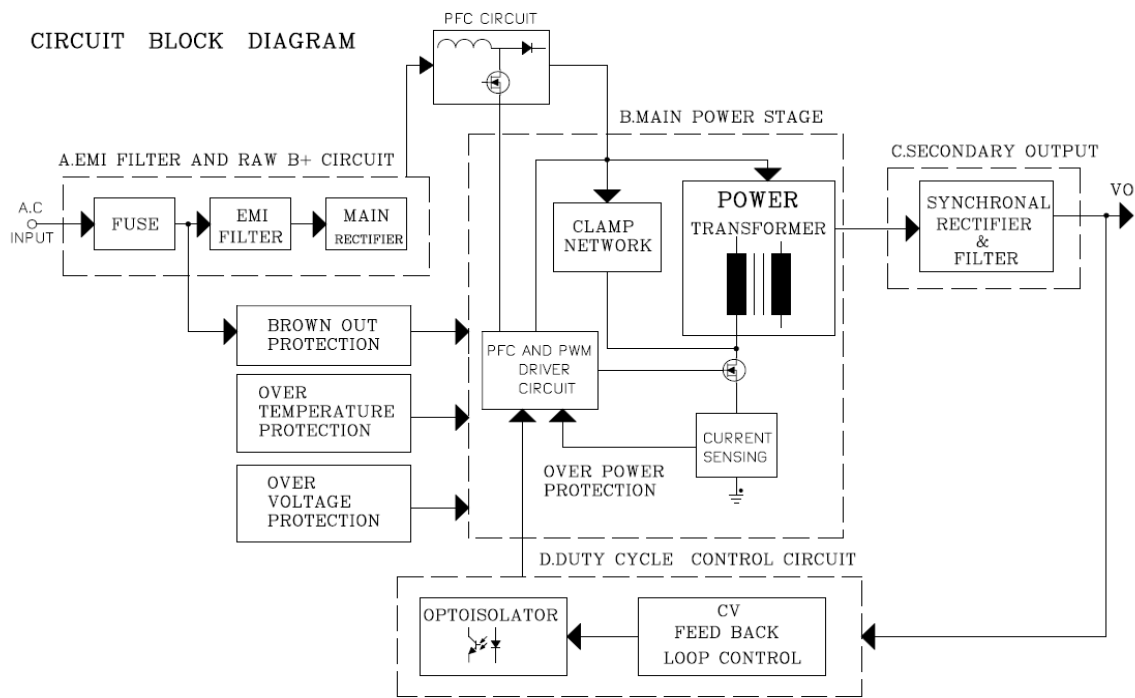 PFC CIRCUIT
CIRCUIT BLOCK DIAGRAM
B.MAIN POWER STAGE
A.EMI FILTER AND RAW B+ CIRCUIT
C.SECONDARY OUTPUT
A.C
INPUT
FUSE
EMI
FILTER
MAIN
RECTIFIER
CLAMP
NETWORK
POWER
TRANSFORMER
SYNCHRONAL
RECTIFIER
&
FILTER
VO
BROWN OUT
PROTECTION
PFC AND PWM
DRIVER
CIRCUIT
OVER
TEMPERATURE
PROTECTION
CURRENT
SENSING
OVER POWER
PROTECTION
OVER
VOLTAGE
PROTECTION
D.DUTY CYCLE CONTROL CIRCUIT
OPTOISOLATOR
CV
FEED BACK
LOOP CONTROL